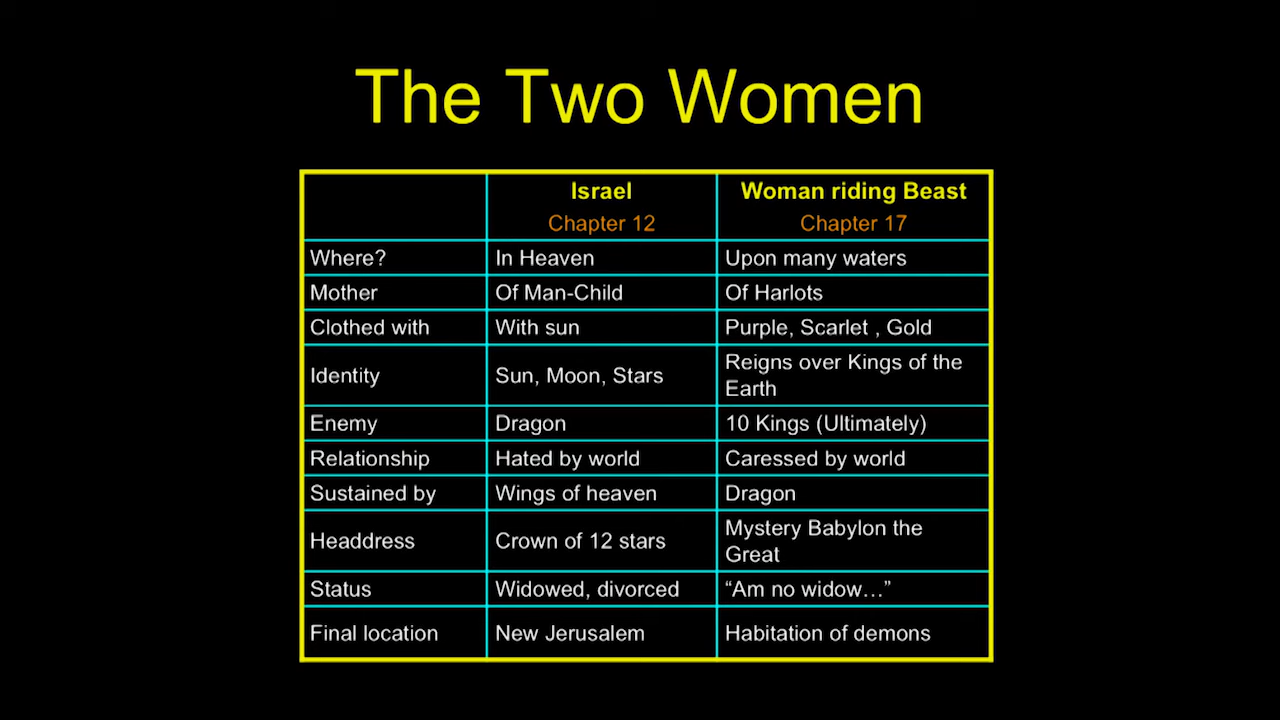 The Two Women
Israel Woman riding Beast
Chapter 12 Chapter 17
Where? In Heaven Upon many waters
Mother Of Man-Child Of Harlots
Clothed with With sun Purple, Scarlet , Gold
Identity Sun, Moon, Stars Reigns over Kings of the
Earth
Enemy Dragon 10 Kings (Ultimately)
Relationship Hated by world Caressed by world
Sustained by Wings of heaven Dragon
Headdress Crown of 12 stars Mystery Babylon the
Great
Status Widowed, divorced “Am no widow…”
Final location New Jerusalem Habitation of demons